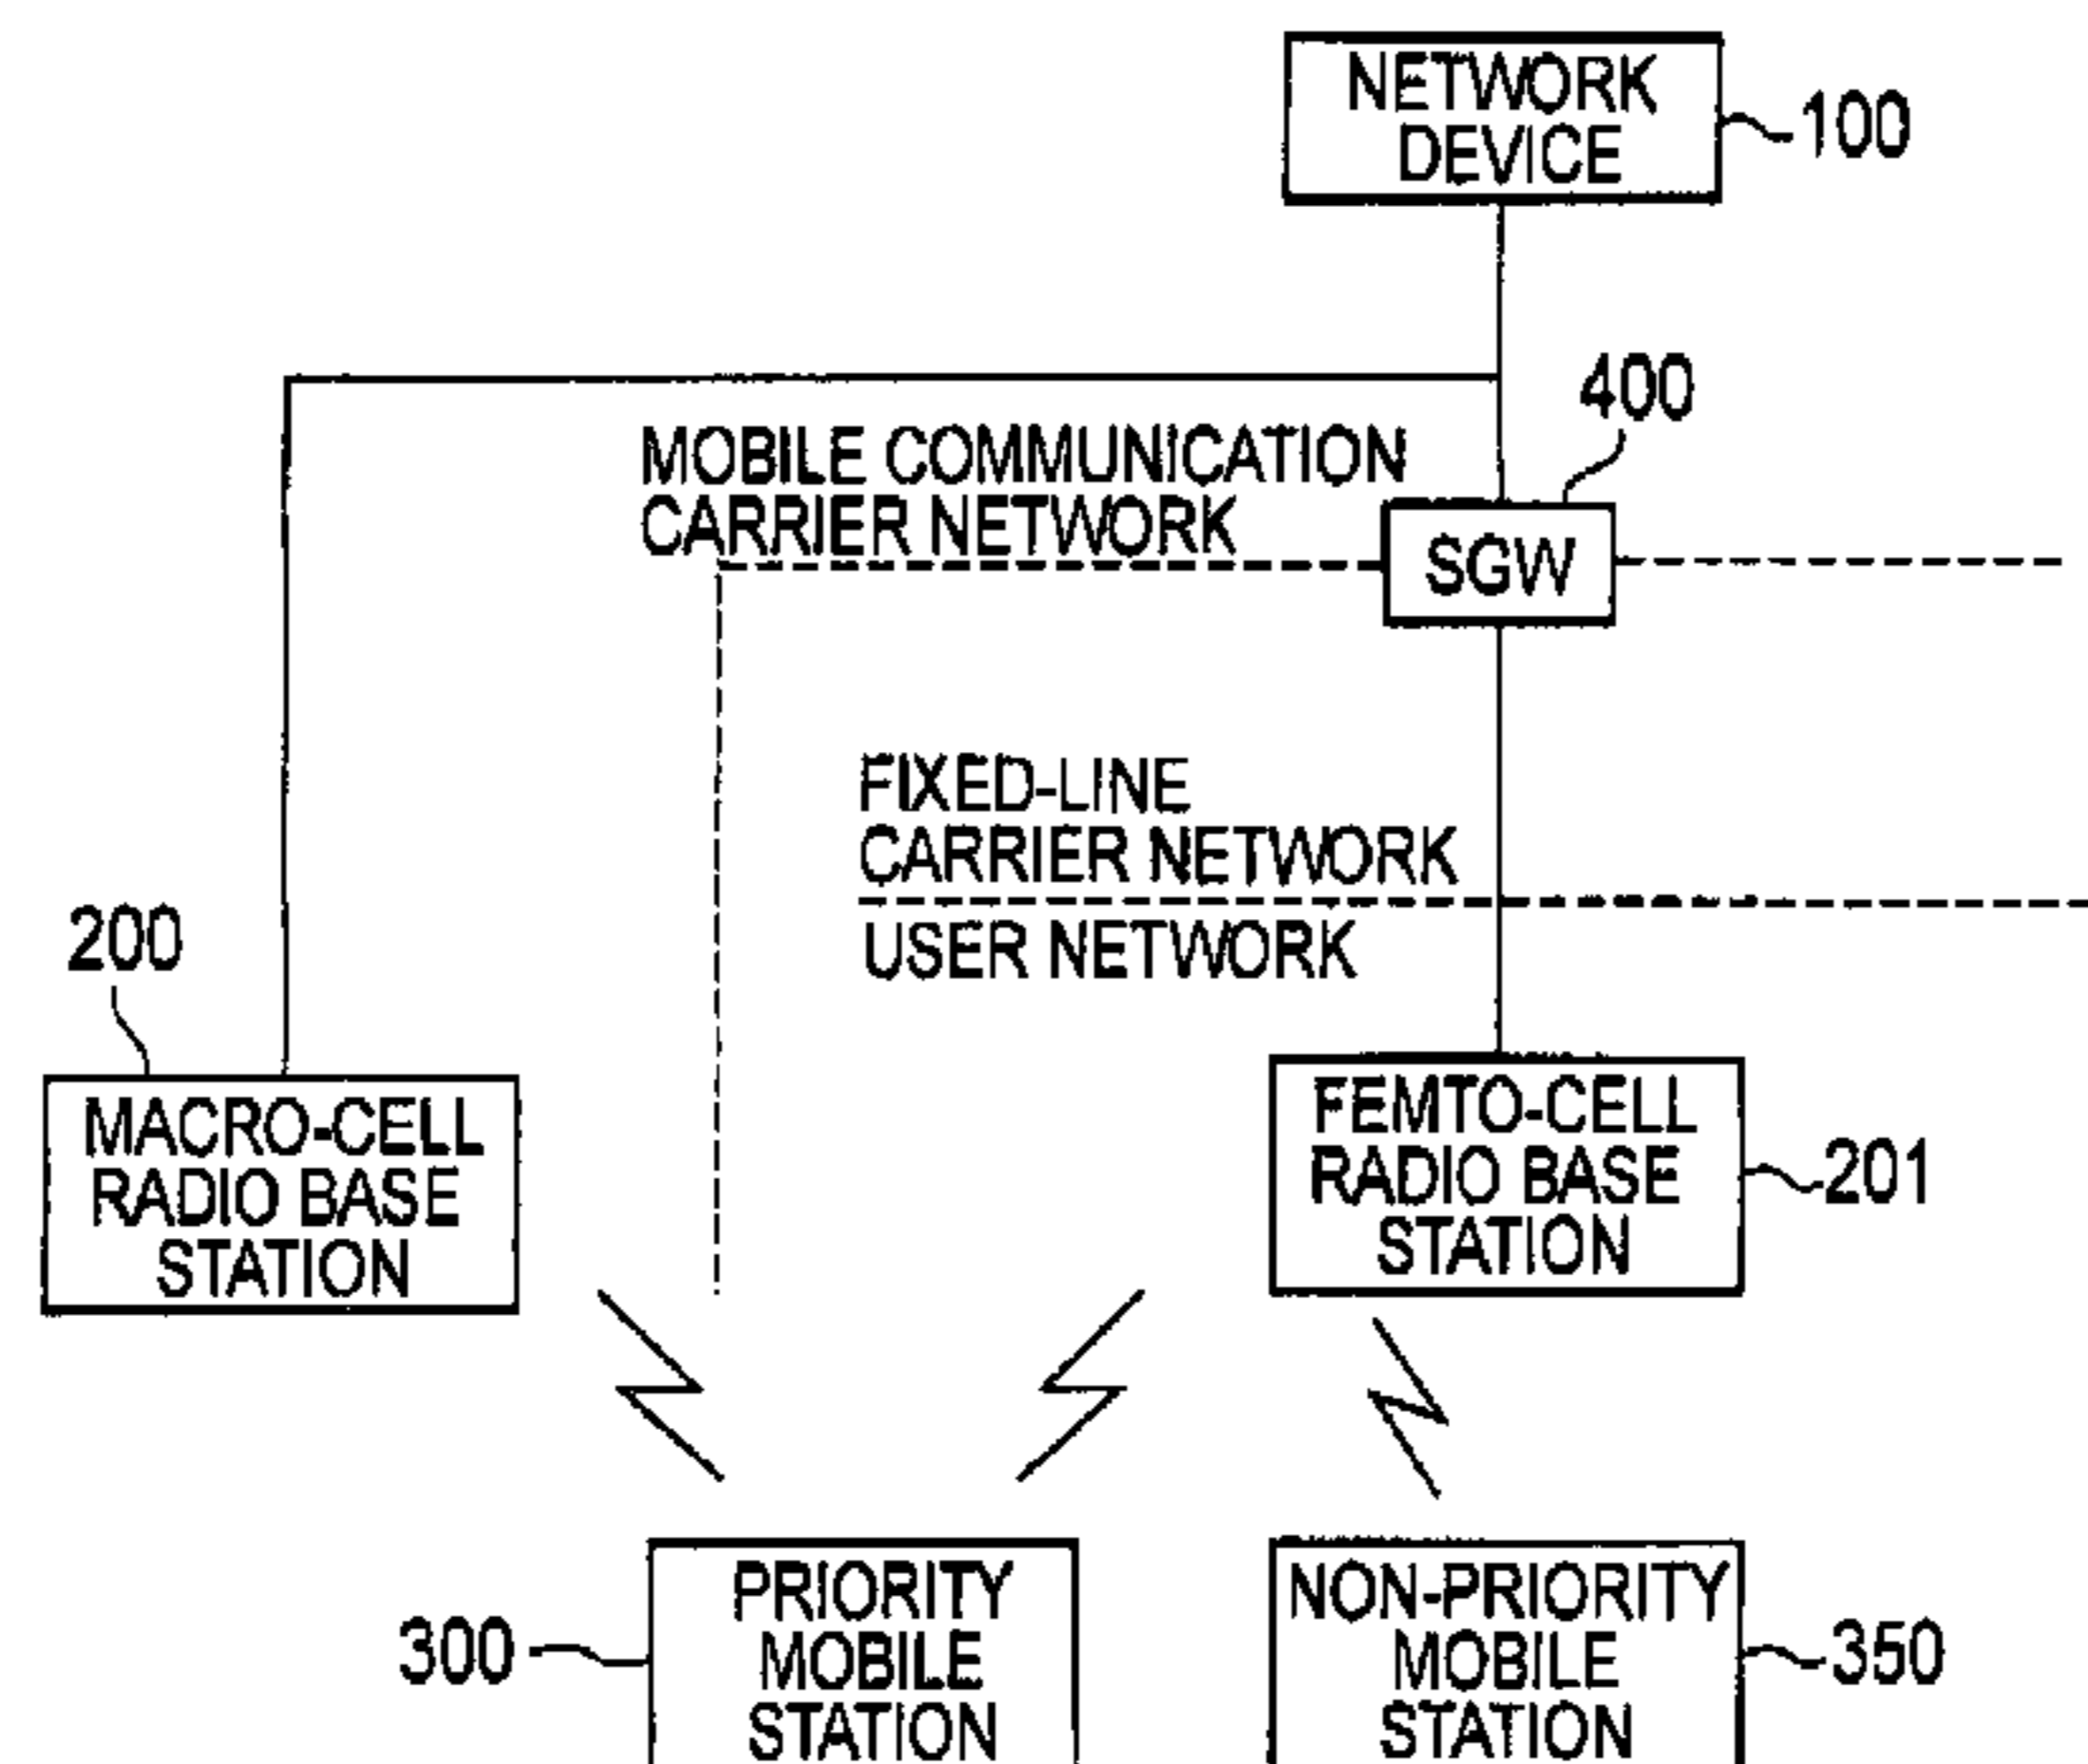 NETWORK
DEVICE
100
400
MOBILE COMMUNICATION
CARRIER NETWORK
SGW
FIXED-LINE
CARRIER NETWORK
USER NETWORK
200
MACRO-CELL
RADIO BASE
STATION
FEMTO-CELL
RADIO BASE
STATION
201
300
PRIORITY
MOBILE
STATION
NON-PRIORITY
MOBILE
STATION
350